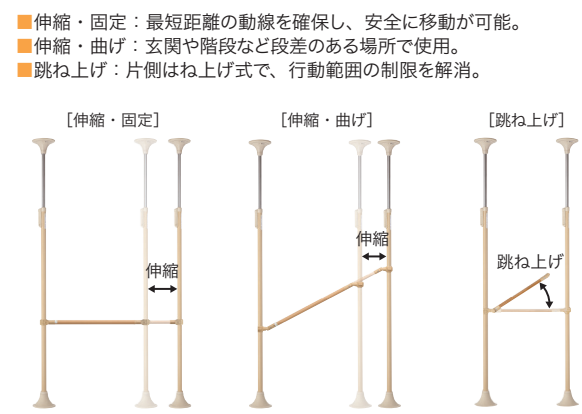 ■伸縮・固定：最短距離の動線を確保し、安全に移動が可能。
■伸縮・曲げ：玄関や階段など段差のある場所で使用。
■跳ね上げ：片側はね上げ式で、行動範囲の制限を解消。
［伸縮・固定］ ［伸縮・曲げ］ ［跳ね上げ］
伸縮
伸縮
跳ね上げ